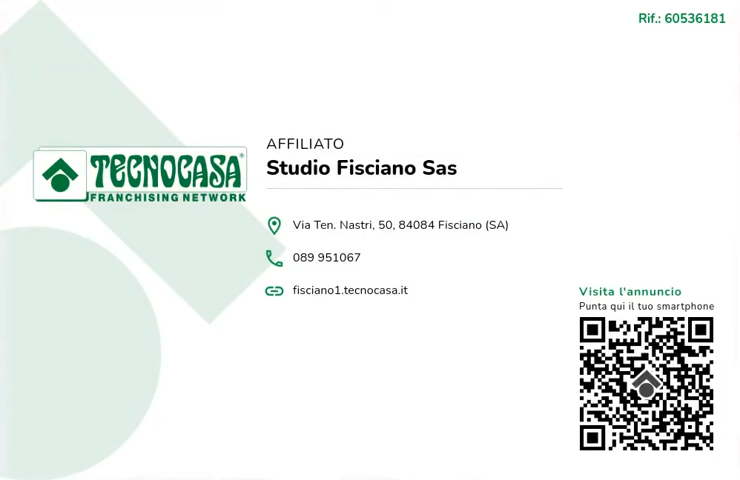 Rif.: 60536181
AFFILIATO
Studio Fisciano Sas
TECNOCASA®
FRANCHISING NETWORK
Via Ten. Nastri, 50, 84084 Fisciano (SA)
089 951067
fisciano1.tecnocasa.it
Visita l'annuncio
Punta qui il tuo smartphone